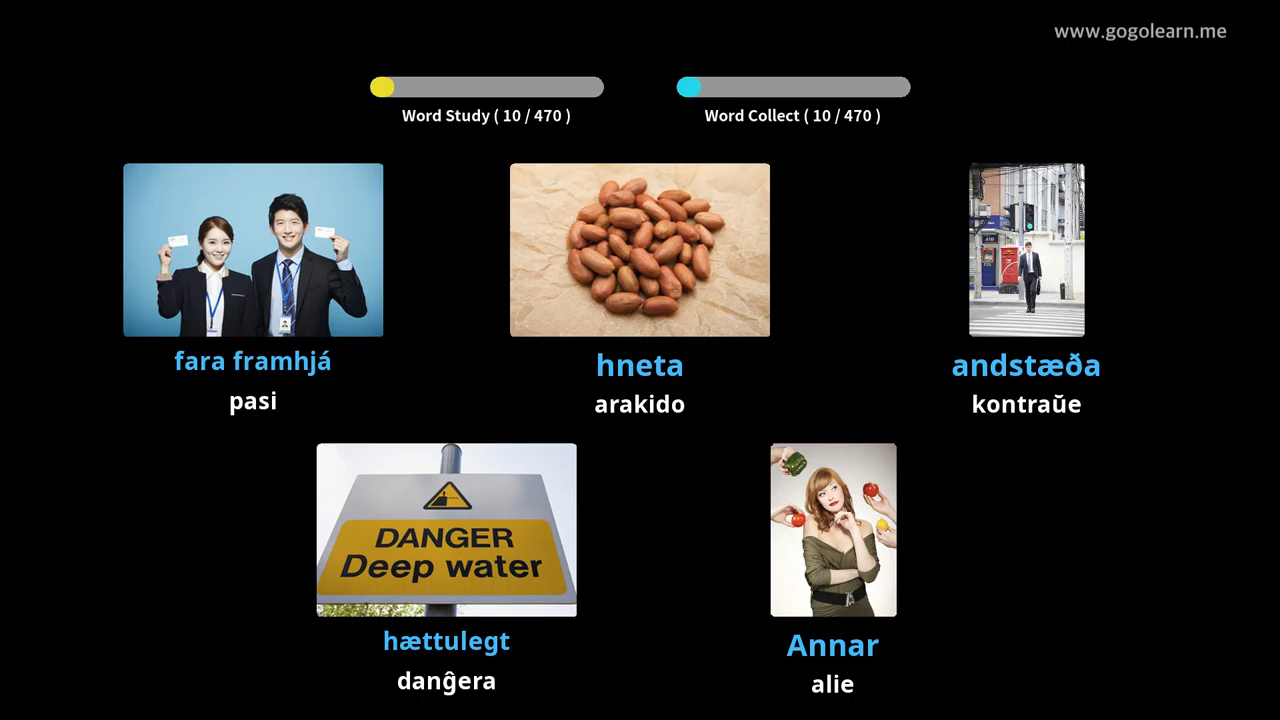 www.gogolearn.me
Word Study ( 10 / 470 )
Word Collect ( 10 / 470 )
fara framhjá
pasi
hneta
arakido
andstæða
kontraŭe
DANGER
Deep water
hættulegt
danĝera
Annar
alie